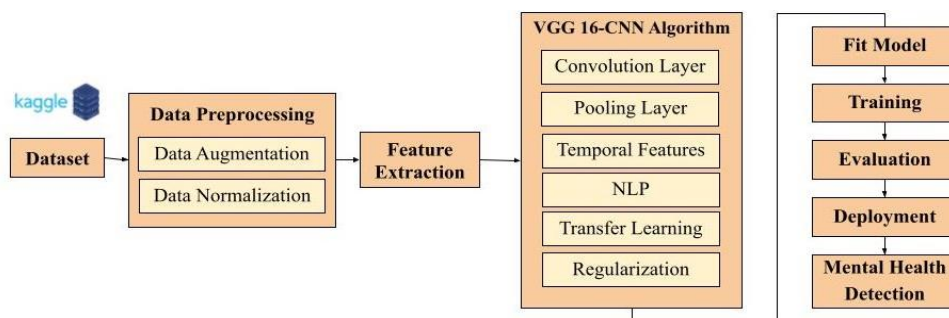 kaggle
Dataset
Data Preprocessing
Data Augmentation
Data Normalization
Feature
Extraction
VGG 16-CNN Algorithm
Convolution Layer
Pooling Layer
Temporal Features
NLP
Transfer Learning
Regularization
Fit Model
Training
Evaluation
Deployment
Mental Health
Detection